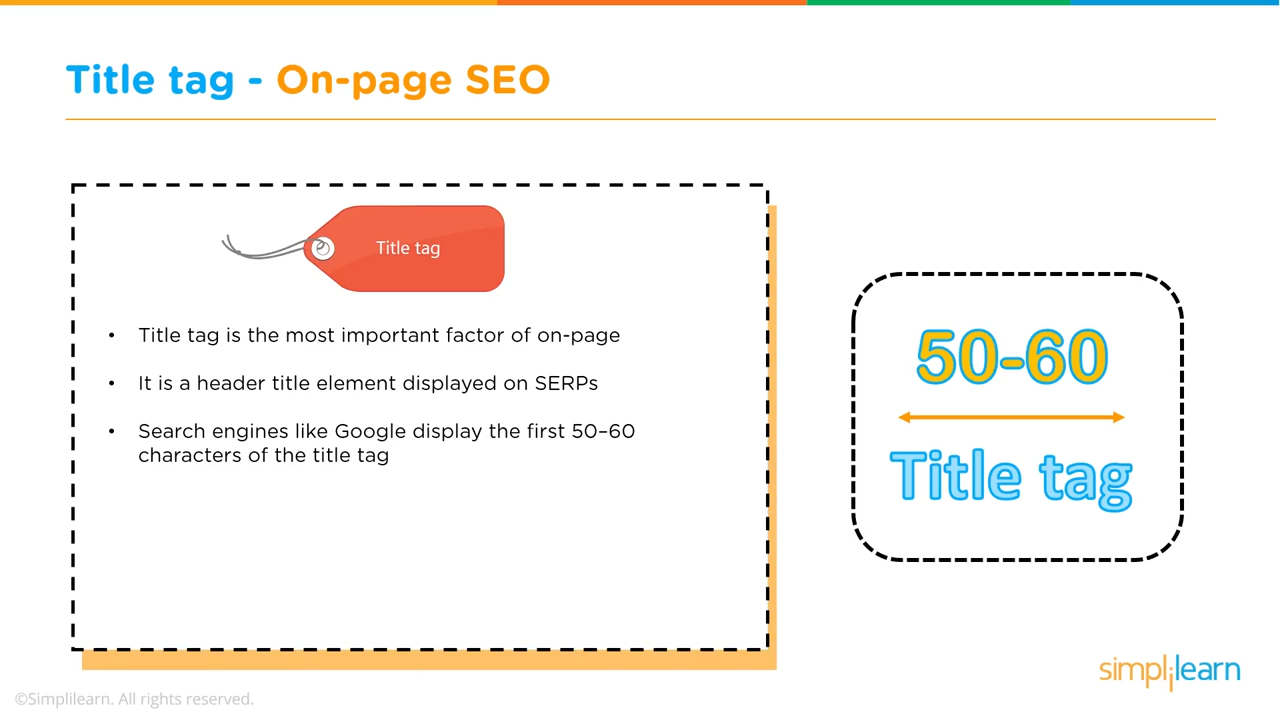 Title tag - On-page SEO
Title tag
• Title tag is the most important factor of on-page
• It is a header title element displayed on SERPs
• Search engines like Google display the first 50–60
characters of the title tag
50-60
Title tag
simplilearn
©Simplilearn. All rights reserved.